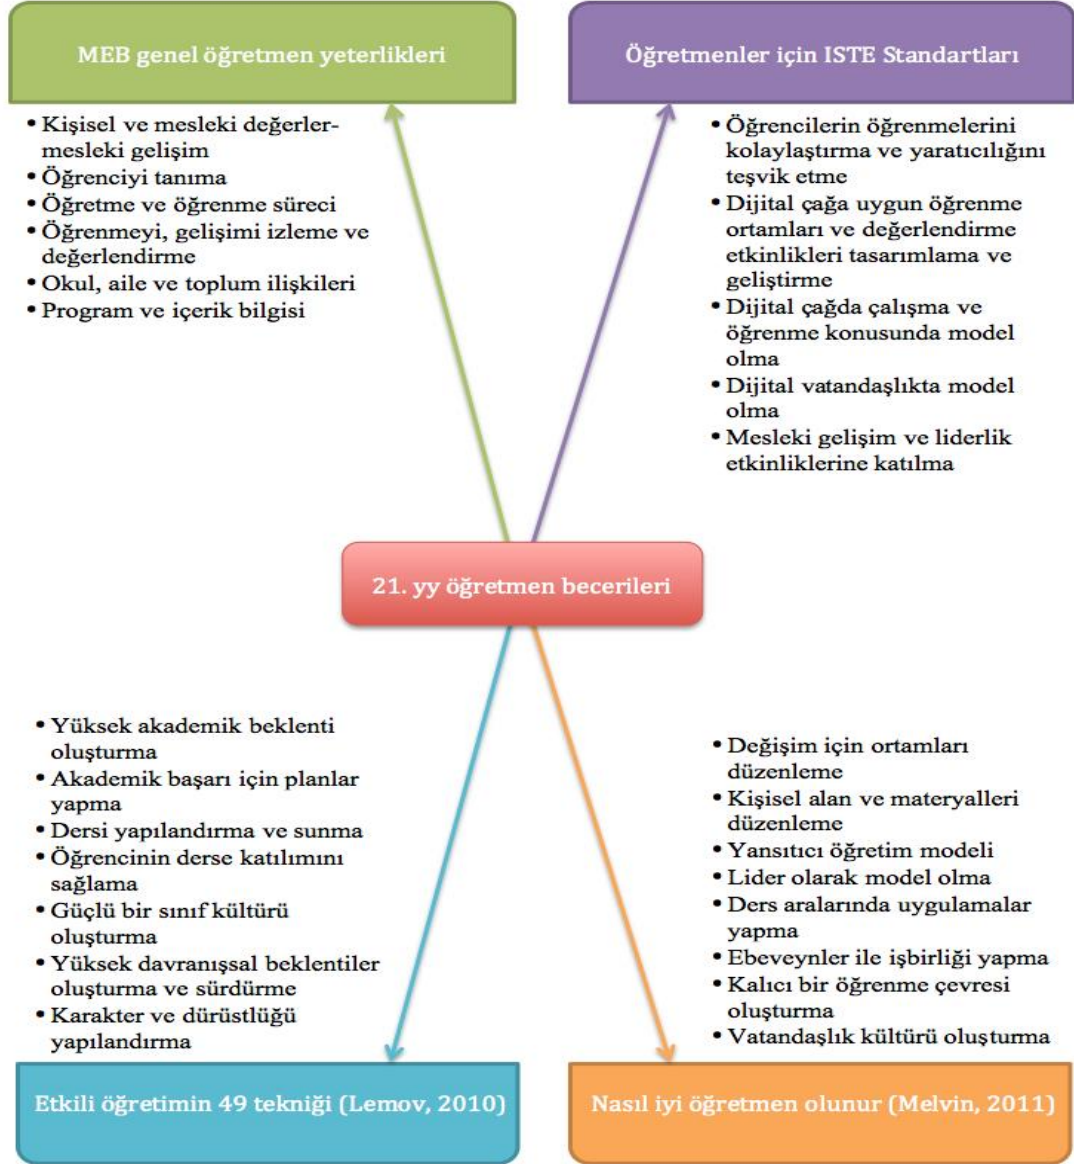 MEB genel öğretmen yeterlikleri
• Kişisel ve mesleki değerler-
mesleki gelişim
• Öğrenciyi tanıma
• Öğretme ve öğrenme süreci
• Öğrenmeyi, gelişimi izleme ve
değerlendirme
• Okul, aile ve toplum ilişkileri
• Program ve içerik bilgisi
Öğretmenler için ISTE Standartları
• Öğrencilerin öğrenmelerini
kolaylaştırma ve yaratıcılığını
teşvik etme
• Dijital çağa uygun öğrenme
ortamları ve değerlendirme
etkinlikleri tasarımlama ve
geliştirme
• Dijital çağda çalışma ve
öğrenme konusunda model
olma
• Dijital vatandaşlıkta model
olma
• Mesleki gelişim ve liderlik
etkinliklerine katılma
21. yy öğretmen becerileri
• Yüksek akademik beklenti
oluşturma
• Akademik başarı için planlar
yapma
• Dersi yapılandırma ve sunma
• Öğrencinin derse katılımını
sağlama
• Güçlü bir sınıf kültürü
oluşturma
• Yüksek davranışsal beklentiler
oluşturma ve sürdürme
• Karakter ve dürüstlüğü
yapılandırma
Etkili öğretimin 49 tekniği (Lemov, 2010)
• Değişim için ortamları
düzenleme
• Kişisel alan ve materyalleri
düzenleme
• Yansıtıcı öğretim modeli
• Lider olarak model olma
• Ders aralarında uygulamalar
yapma
• Ebeveynler ile işbirliği yapma
• Kalıcı bir öğrenme çevresi
oluşturma
• Vatandaşlık kültürü oluşturma
Nasıl iyi öğretmen olunur (Melvin, 2011)